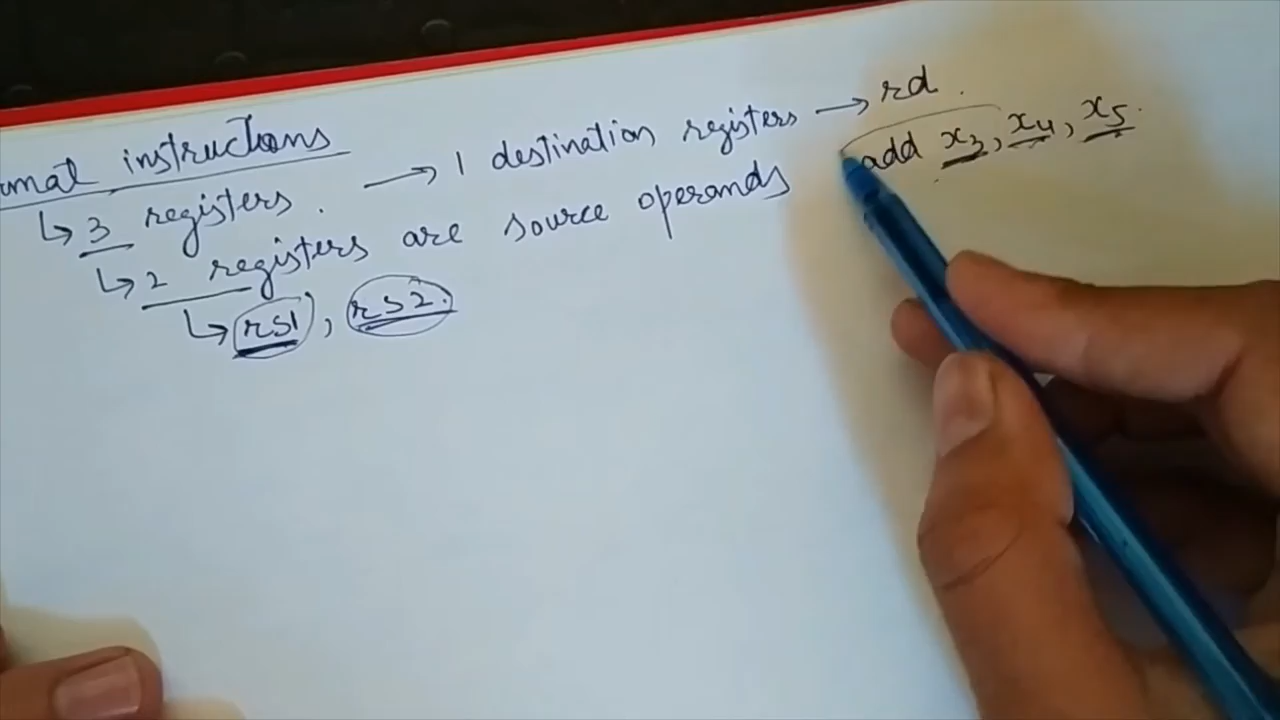 rmat instructions
↳ 3 registers. → 1 destination registers → rd.
↳ 2 registers are source operands
↳ rs1, rs2.
add x3, x4, x5.